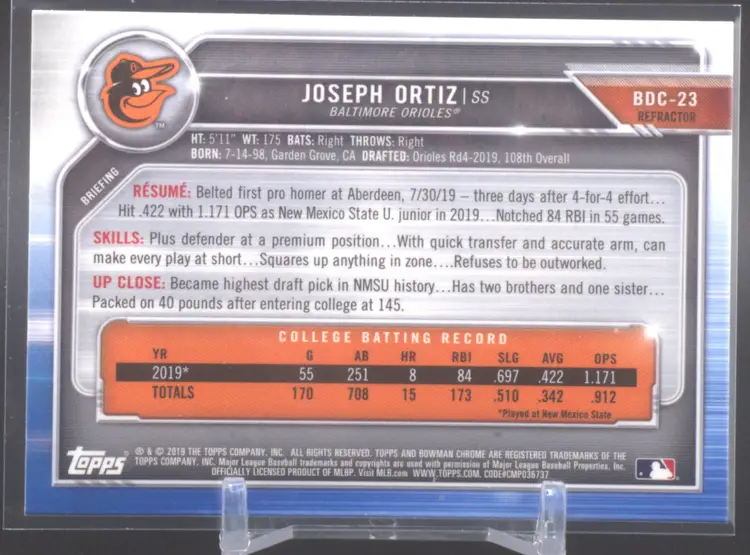 JOSEPH ORTIZ | SS
BALTIMORE ORIOLES®
BDC-23
REFRACTOR
TM
HT: 5'11" WT: 175 BATS: Right THROWS: Right
BORN: 7-14-98, Garden Grove, CA DRAFTED: Orioles Rd4-2019, 108th Overall
BRIEFING
RÉSUMÉ: Belted first pro homer at Aberdeen, 7/30/19 – three days after 4-for-4 effort...
Hit .422 with 1.171 OPS as New Mexico State U. junior in 2019...Notched 84 RBI in 55 games.
SKILLS: Plus defender at a premium position...With quick transfer and accurate arm, can
make every play at short...Squares up anything in zone....Refuses to be outworked.
UP CLOSE: Became highest draft pick in NMSU history...Has two brothers and one sister...
Packed on 40 pounds after entering college at 145.
COLLEGE BATTING RECORD
YR G AB HR RBI SLG AVG OPS
2019* 55 251 8 84 .697 .422 1.171
TOTALS 170 708 15 173 .510 .342 .912
*Played at New Mexico State
topps
® & © 2019 THE TOPPS COMPANY, INC. ALL RIGHTS RESERVED. TOPPS AND BOWMAN CHROME ARE REGISTERED TRADEMARKS OF THE
TOPPS COMPANY, INC. Major League Baseball trademarks and copyrights are used with permission of Major League Baseball Properties, Inc.
OFFICIALLY LICENSED PRODUCT OF MLBP. Visit MLB.com WWW.TOPPS.COM. CODE#CMP036737